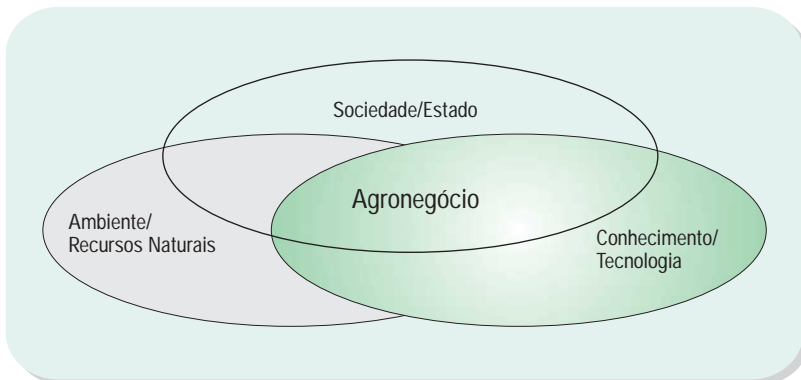 Sociedade/Estado
Agronegócio
Ambiente/
Recursos Naturais
Conhecimento/
Tecnologia